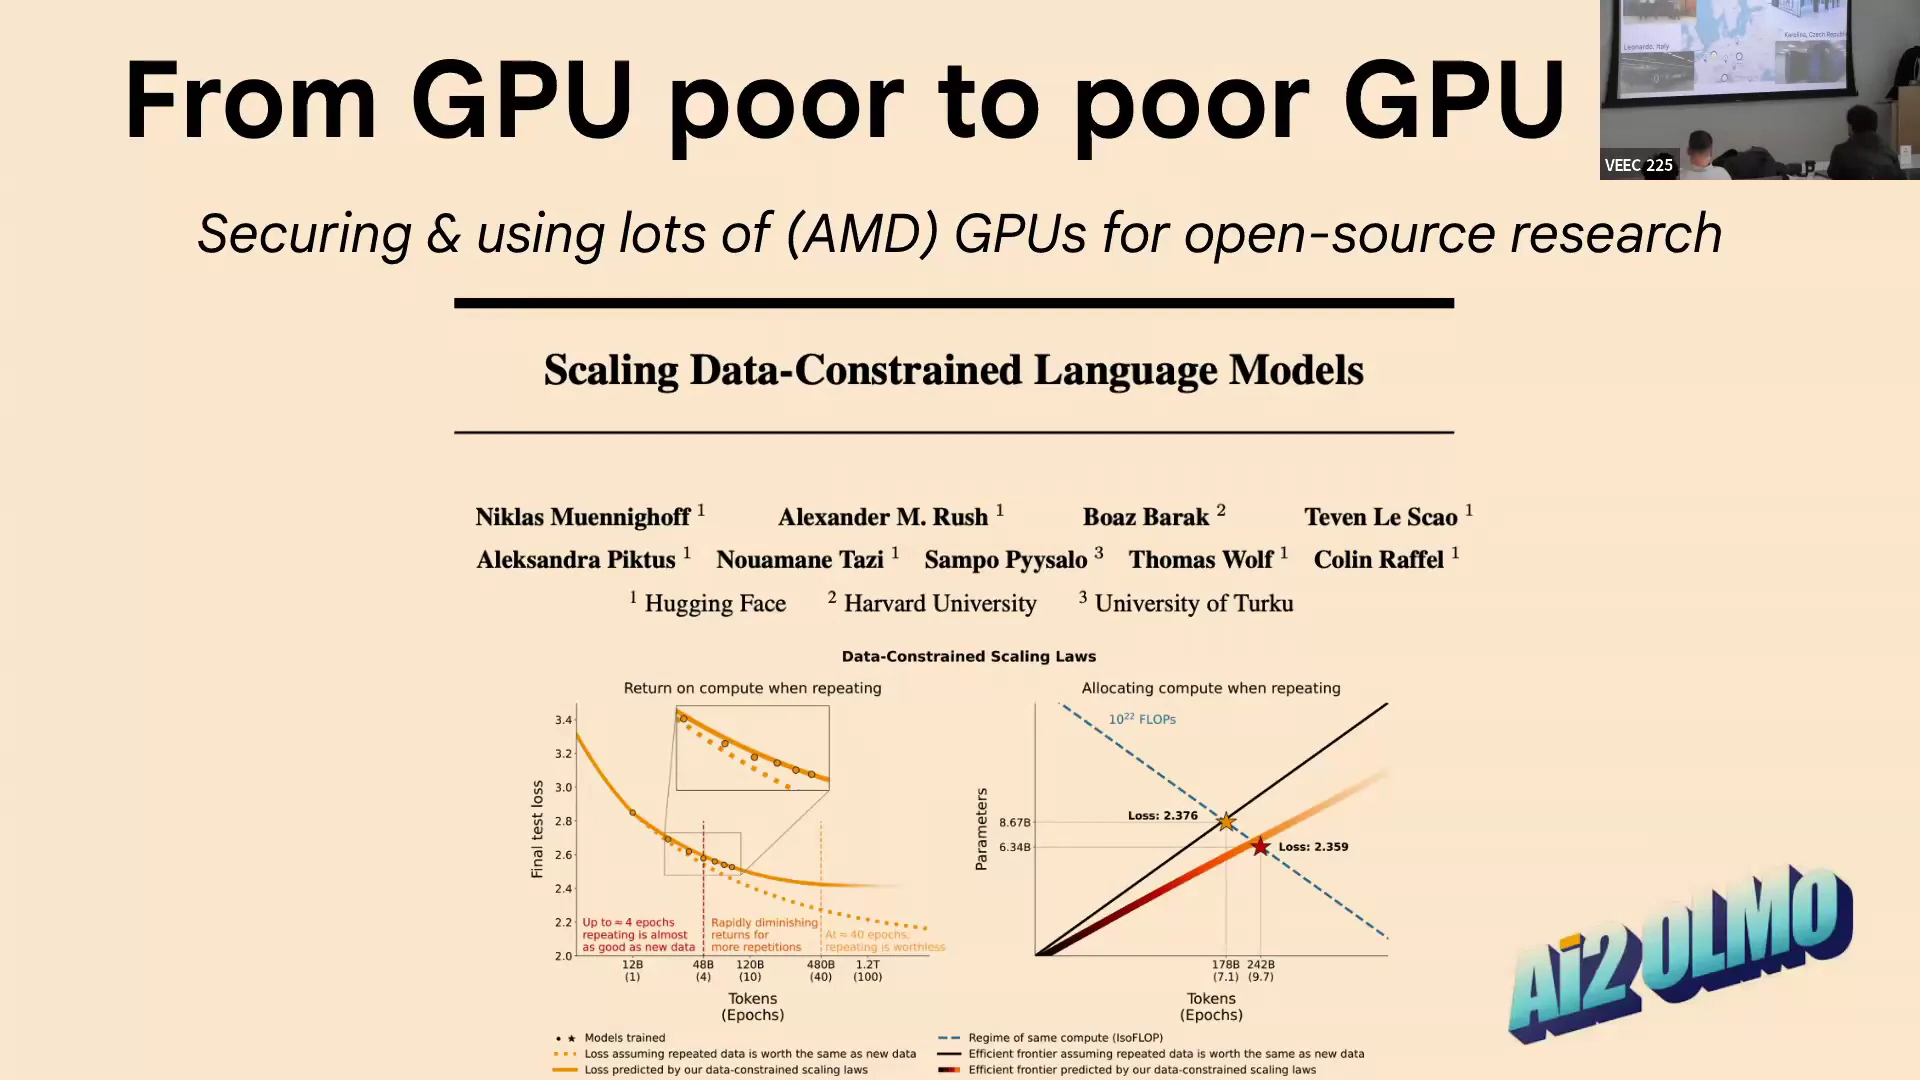 From GPU poor to poor GPU
Leonardo, Italy
VEEC 225
Securing & using lots of (AMD) GPUs for open-source research
Scaling Data-Constrained Language Models
Niklas Muennighoff 1 Alexander M. Rush 1 Boaz Barak 2 Teven Le Scao 1
Aleksandra Piktus 1 Nouamane Tazi 1 Sampo Pyysalo 3 Thomas Wolf 1 Colin Raffel 1
1 Hugging Face 2 Harvard University 3 University of Turku
Data-Constrained Scaling Laws
Return on compute when repeating
3.4
3.2
3.0
2.8
2.6
2.4
2.2
2.0
Final test loss
Up to ≈ 4 epochs
repeating is almost
as good as new data
Rapidly diminishing
returns for
more repetitions
At ≈ 40 epochs,
repeating is worthless
12B 48B 120B 480B 1.2T
(1) (4) (10) (40) (100)
Tokens
(Epochs)
Allocating compute when repeating
10²² FLOPs
Loss: 2.376
Loss: 2.359
8.67B
6.34B
Parameters
178B 242B
(7.1) (9.7)
Tokens
(Epochs)
Models trained
Loss assuming repeated data is worth the same as new data
Loss predicted by our data-constrained scaling laws
Regime of same compute (IsoFLOP)
Efficient frontier assuming repeated data is worth the same as new data
Efficient frontier predicted by our data-constrained scaling laws
Ai2 OLMo